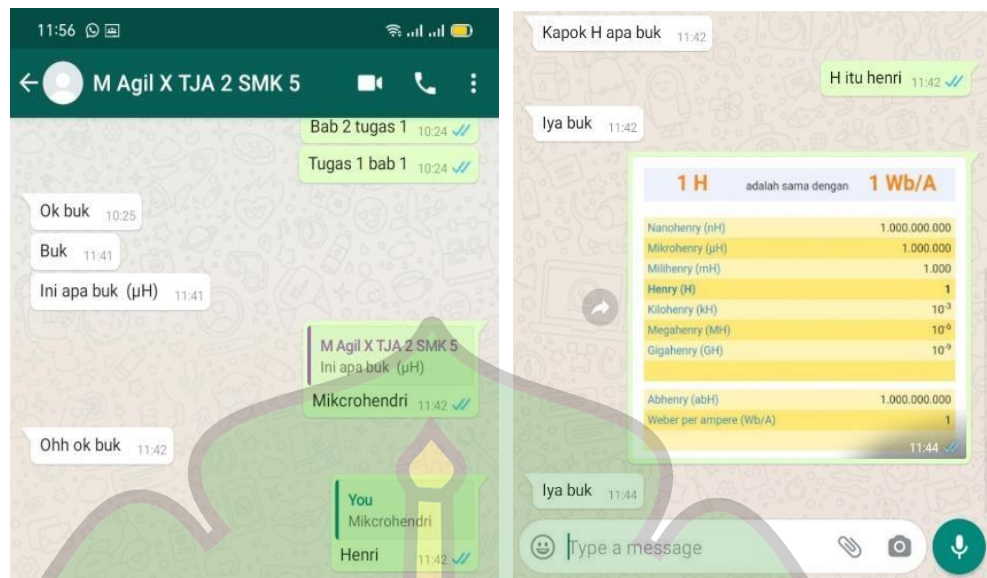 11:56
M Agil X TJA 2 SMK 5
Bab 2 tugas 1 10:24
Tugas 1 bab 1 10:24
Ok buk 10:25
Buk 11:41
Ini apa buk (µH) 11:41
M Agil X TJA 2 SMK 5
Ini apa buk (µH)
Mikcrohendri 11:42
Ohh ok buk 11:42
You
Mikcrohendri
Henri 11:42
Kapok H apa buk 11:42
H itu henri 11:42
Iya buk 11:42
1 H adalah sama dengan 1 Wb/A
Nanohenry (nH) 1.000.000.000
Mikrohenry (µH) 1.000.000
Milihenry (mH) 1.000
Henry (H) 1
Kilohenry (kH) 10⁻³
Megahenry (MH) 10⁻⁶
Gigahenry (GH) 10⁻⁹
Abhenry (abH) 1.000.000.000
Weber per ampere (Wb/A) 1
11:44
Iya buk 11:44
Type a message